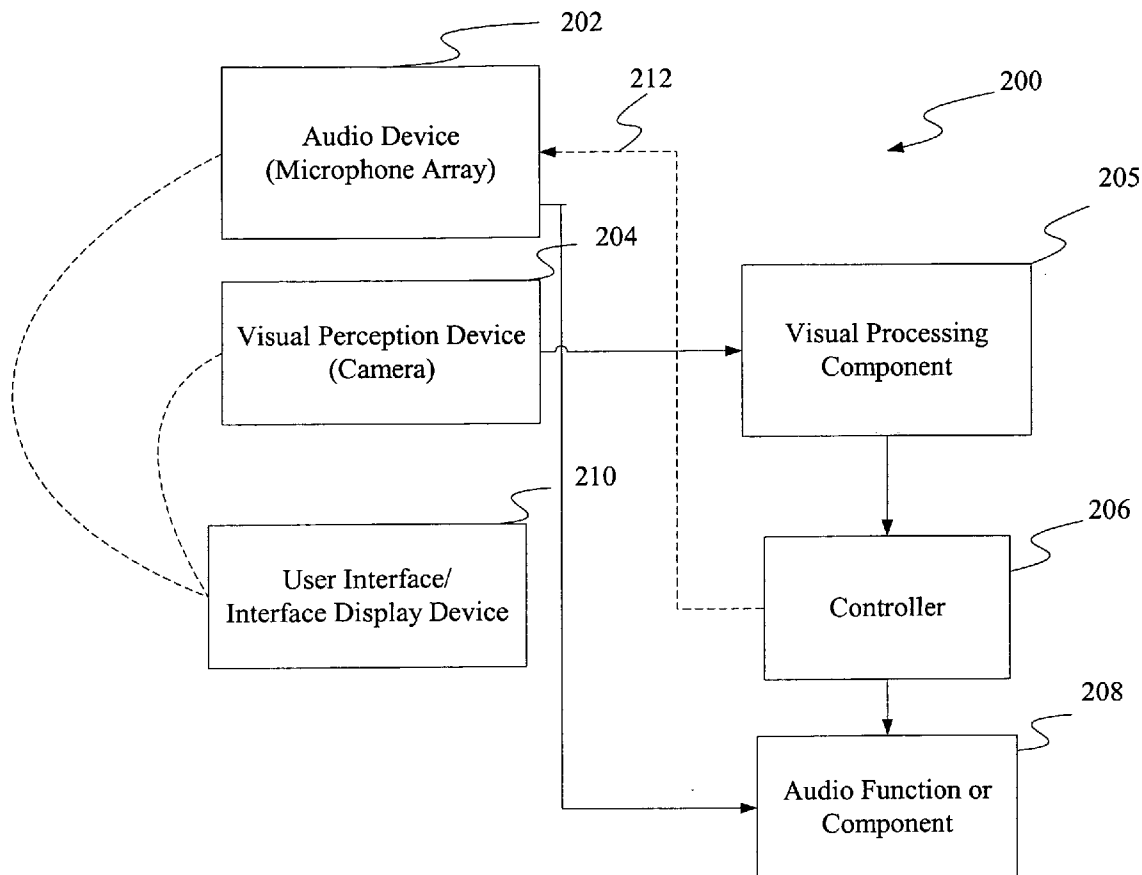 202
212
200
Audio Device
(Microphone Array)
205
204
Visual Perception Device
(Camera)
Visual Processing
Component
210
206
User Interface/
Interface Display Device
Controller
208
Audio Function or
Component